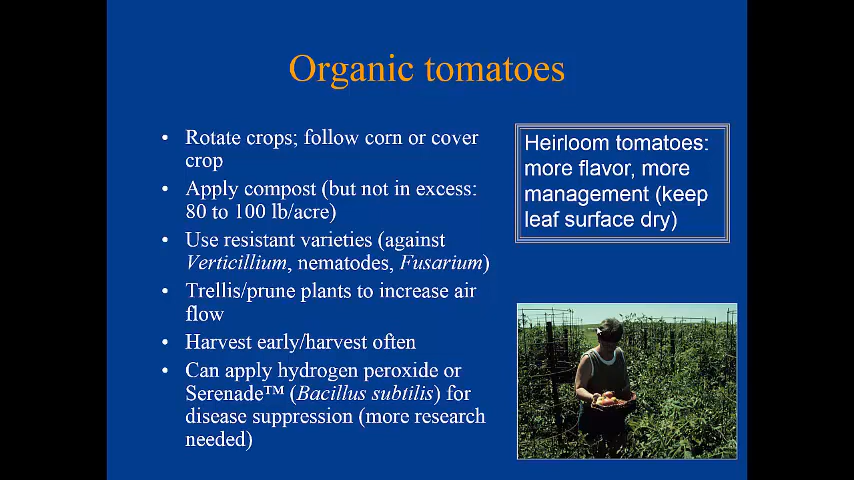 Organic tomatoes
• Rotate crops; follow corn or cover
crop
• Apply compost (but not in excess:
80 to 100 lb/acre)
• Use resistant varieties (against
Verticillium, nematodes, Fusarium)
• Trellis/prune plants to increase air
flow
• Harvest early/harvest often
• Can apply hydrogen peroxide or
Serenade™ (Bacillus subtilis) for
disease suppression (more research
needed)
Heirloom tomatoes:
more flavor, more
management (keep
leaf surface dry)